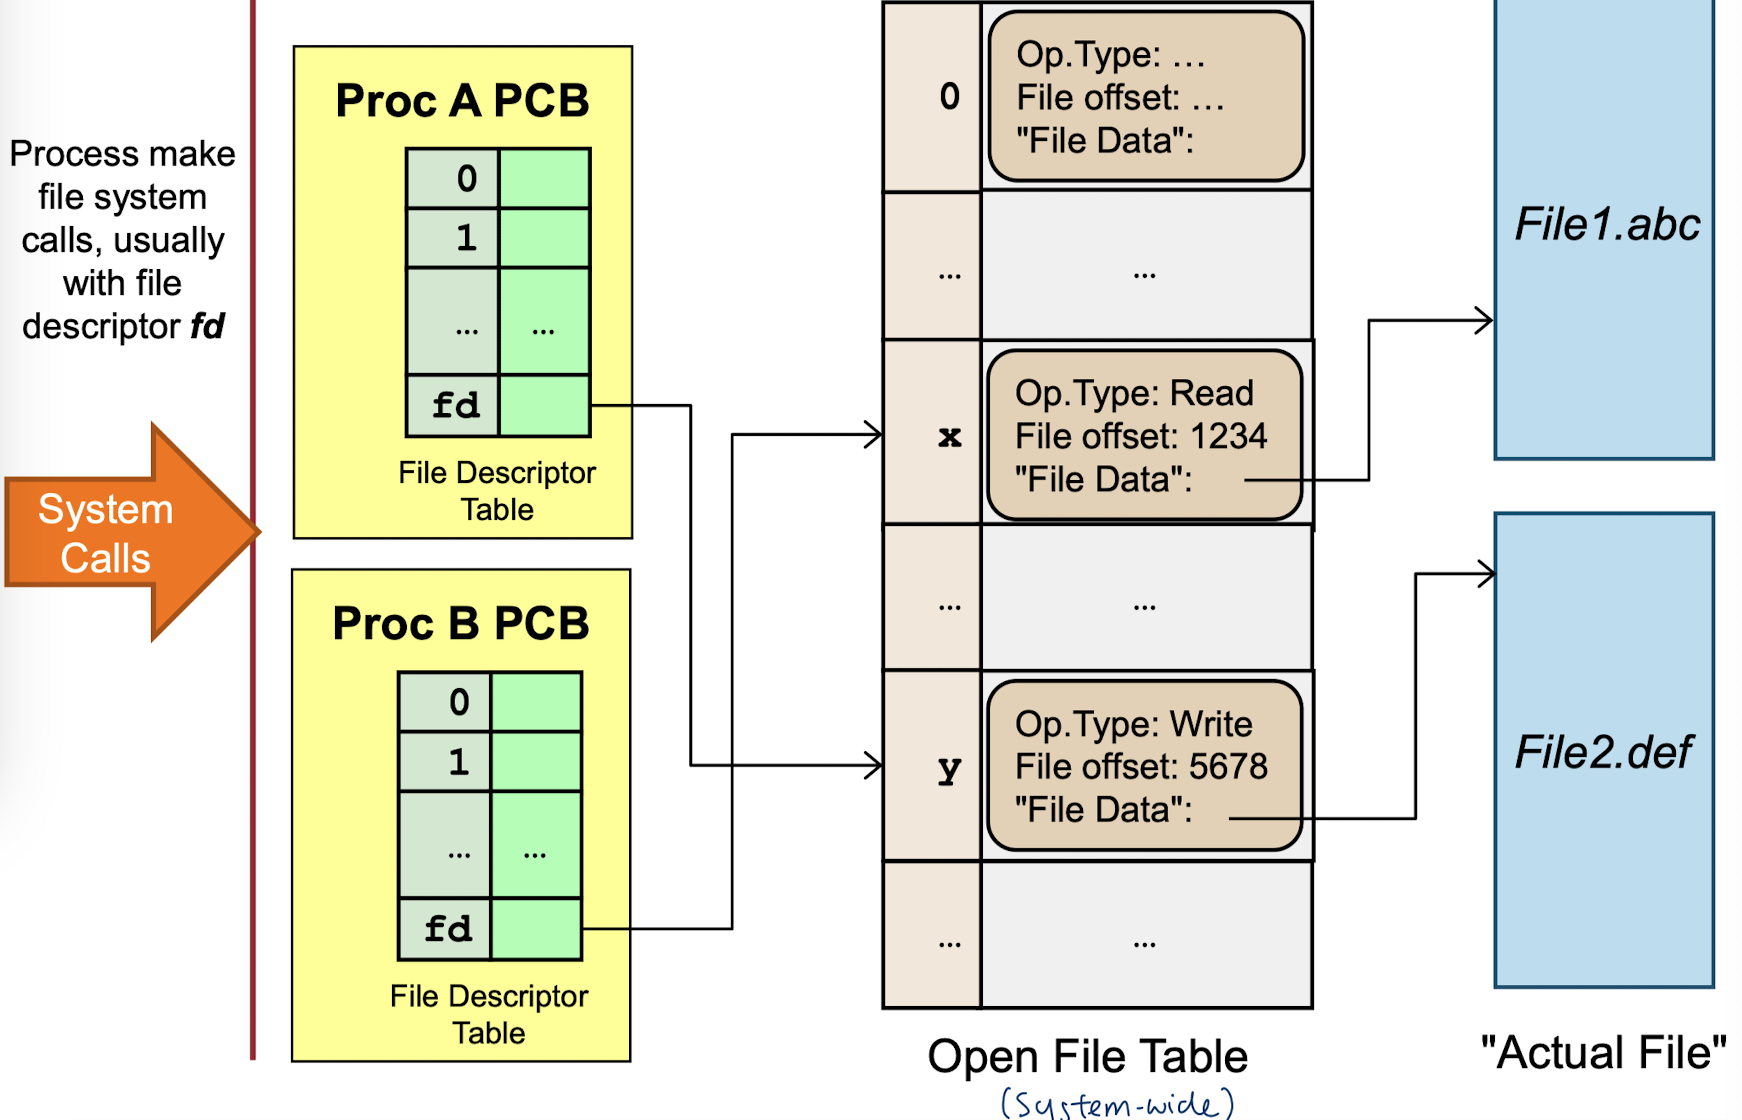 Process make
file system
calls, usually
with file
descriptor fd
System
Calls
Proc A PCB
0
1
... ...
fd
File Descriptor
Table
Proc B PCB
0
1
... ...
fd
File Descriptor
Table
0
Op.Type: ...
File offset: ...
"File Data":
... ...
x
Op.Type: Read
File offset: 1234
"File Data":
... ...
y
Op.Type: Write
File offset: 5678
"File Data":
... ...
Open File Table
(System-wide)
File1.abc
File2.def
"Actual File"